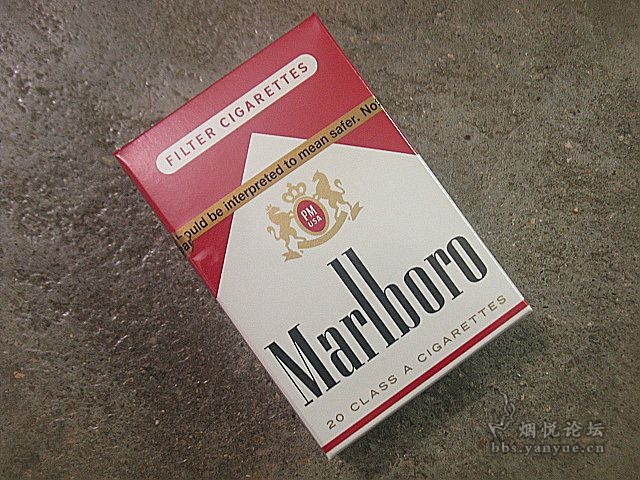 FILTER CIGARETTES
ould be interpreted to mean safer. No
PM
USA
Marlboro
20 CLASS A CIGARETTES
烟悦论坛
bbs.yanyue.cn